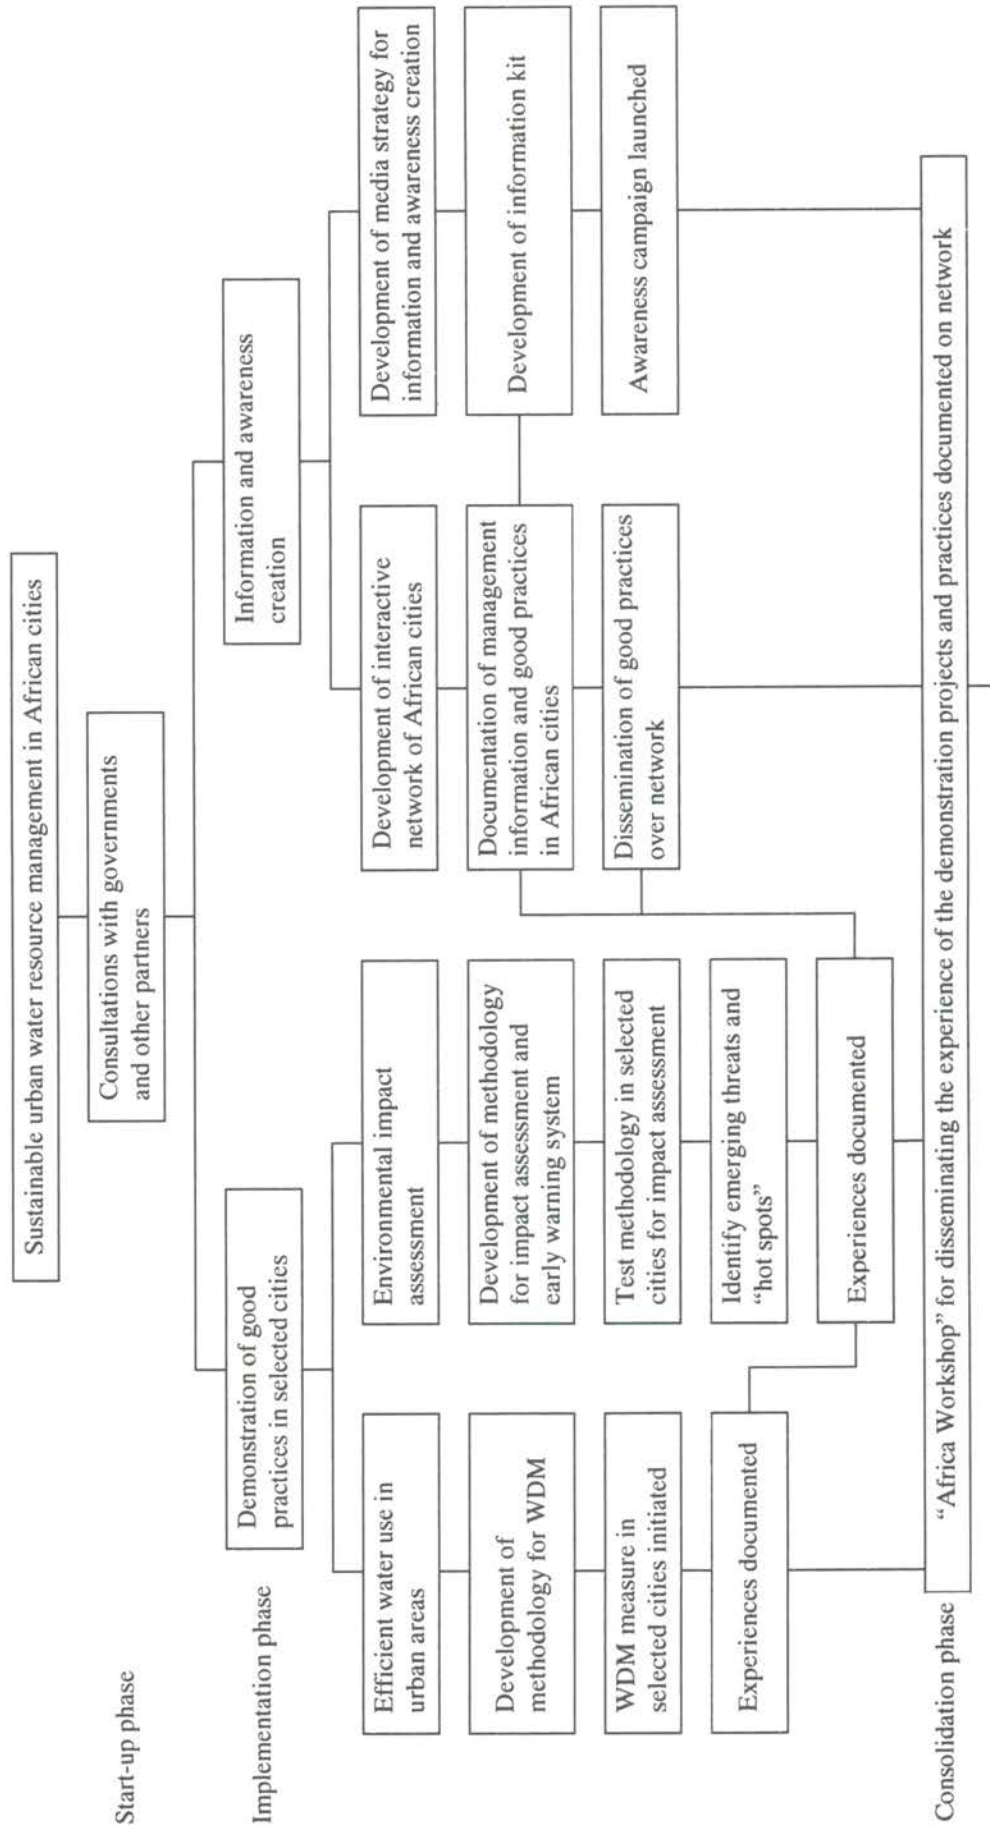 Sustainable urban water resource management in African cities
Start-up phase
Consultations with governments
and other partners
Implementation phase
Demonstration of good
practices in selected cities
Information and awareness
creation
Efficient water use in
urban areas
Environmental impact
assessment
Development of interactive
network of African cities
Development of media strategy for
information and awareness creation
Development of
methodology for WDM
Development of methodology
for impact assessment and
early warning system
Documentation of management
information and good practices
in African cities
Development of information kit
WDM measure in
selected cities initiated
Test methodology in selected
cities for impact assessment
Dissemination of good practices
over network
Awareness campaign launched
Experiences documented
Identify emerging threats and
“hot spots”
Experiences documented
Consolidation phase
“Africa Workshop” for disseminating the experience of the demonstration projects and practices documented on network